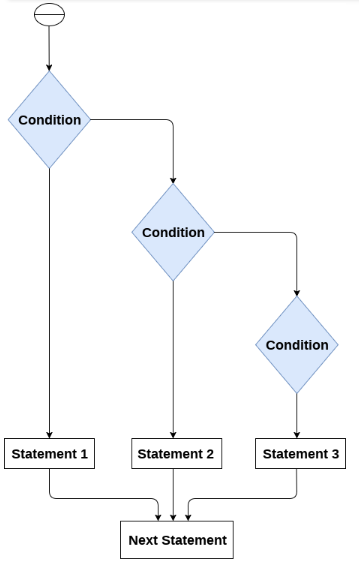 Condition
Condition
Condition
Statement 1
Statement 2
Statement 3
Next Statement